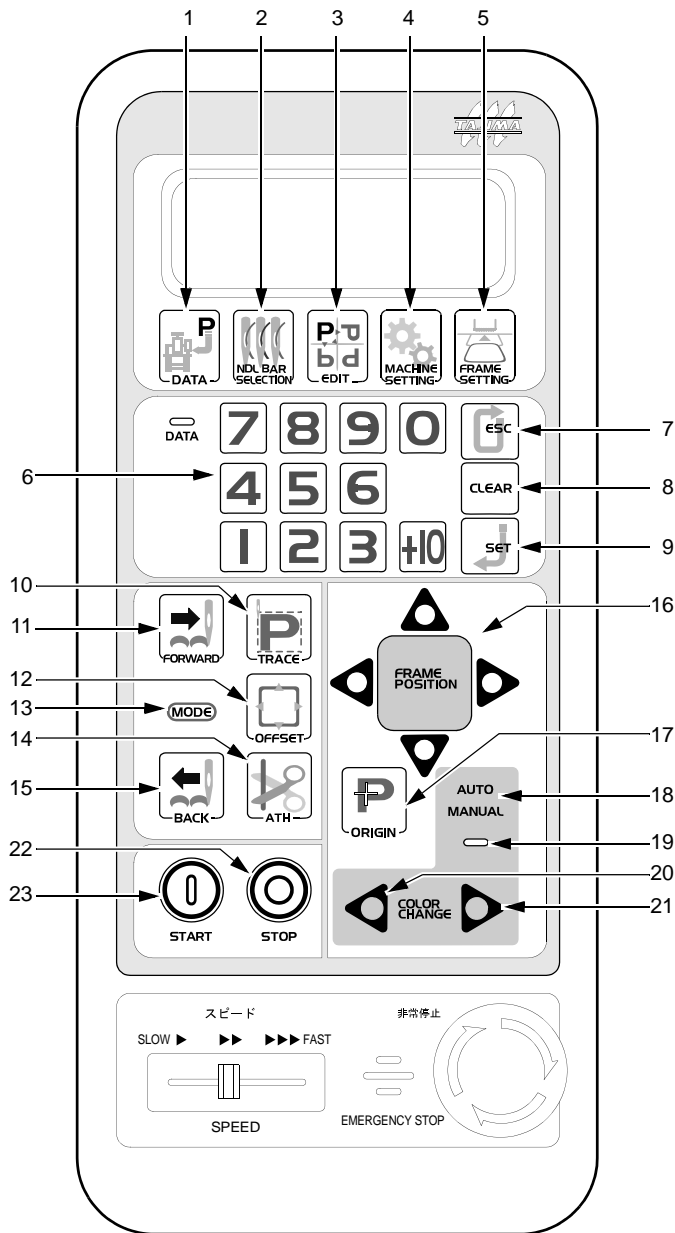 1 2 3 4 5
TAJIMA
P
DATA
NDL BAR
SELECTION
P P P P
EDIT
MACHINE
SETTING
FRAME
SETTING
DATA
7 8 9 0
ESC
7
6
4 5 6
CLEAR
8
1 2 3 +10
SET
9
10
11
FORWARD
P
TRACE
16
FRAME
POSITION
12
13
MODE
OFFSET
14
15
BACK
ATH
P
ORIGIN
17
AUTO
MANUAL
18
19
22
23
START
STOP
COLOR
CHANGE
20
21
スピード
非常停止
SLOW ▶ ▶▶ ▶▶▶ FAST
SPEED
EMERGENCY STOP